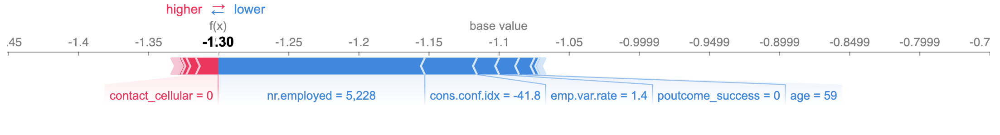 higher ⇄ lower
f(x) base value
.45 -1.4 -1.35 -1.30 -1.25 -1.2 -1.15 -1.1 -1.05 -0.9999 -0.9499 -0.8999 -0.8499 -0.7999 -0.7
contact_cellular = 0 nr.employed = 5,228 cons.conf.idx = -41.8 emp.var.rate = 1.4 poutcome_success = 0 age = 59